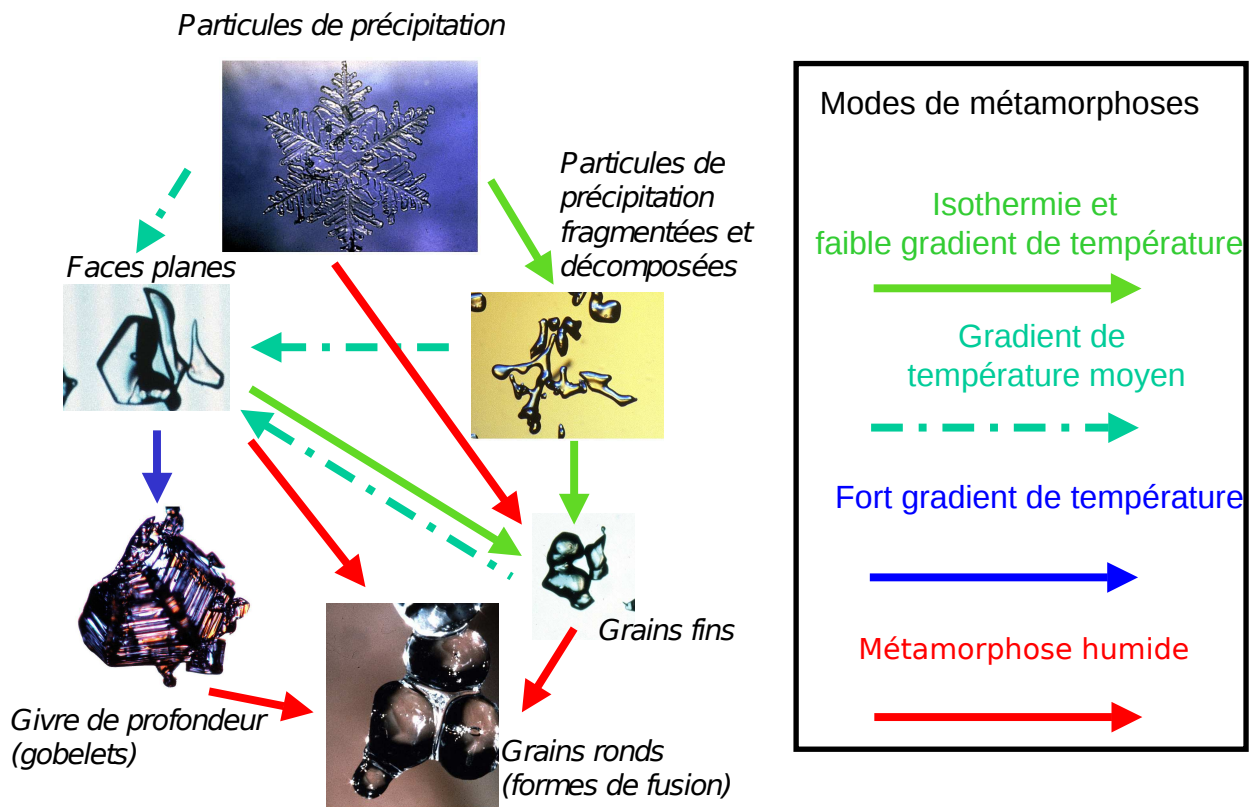 Particules de précipitation
Particules de
précipitation
fragmentées et
décomposées
Faces planes
Grains fins
Givre de profondeur
(gobelets)
Grains ronds
(formes de fusion)
Modes de métamorphoses
Isothermie et
faible gradient de température
Gradient de
température moyen
Fort gradient de température
Métamorphose humide